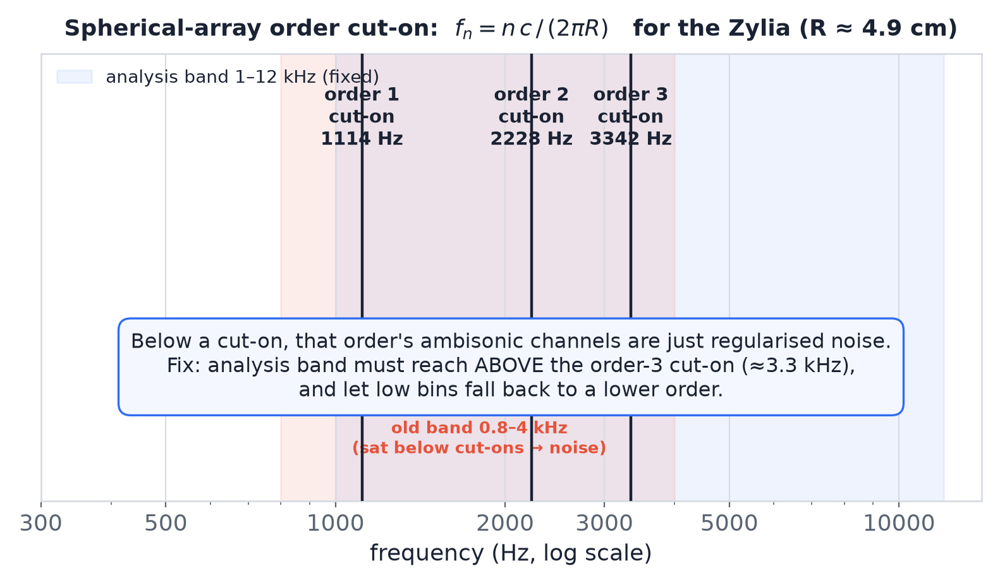 Spherical-array order cut-on: fₙ = n c / (2πR) for the Zylia (R ≈ 4.9 cm)
analysis band 1–12 kHz (fixed)
order 1
cut-on
1114 Hz
order 2
cut-on
2228 Hz
order 3
cut-on
3342 Hz
Below a cut-on, that order's ambisonic channels are just regularised noise.
Fix: analysis band must reach ABOVE the order-3 cut-on (≈3.3 kHz),
and let low bins fall back to a lower order.
old band 0.8–4 kHz
(sat below cut-ons → noise)
300 500 1000 2000 3000 5000 10000
frequency (Hz, log scale)